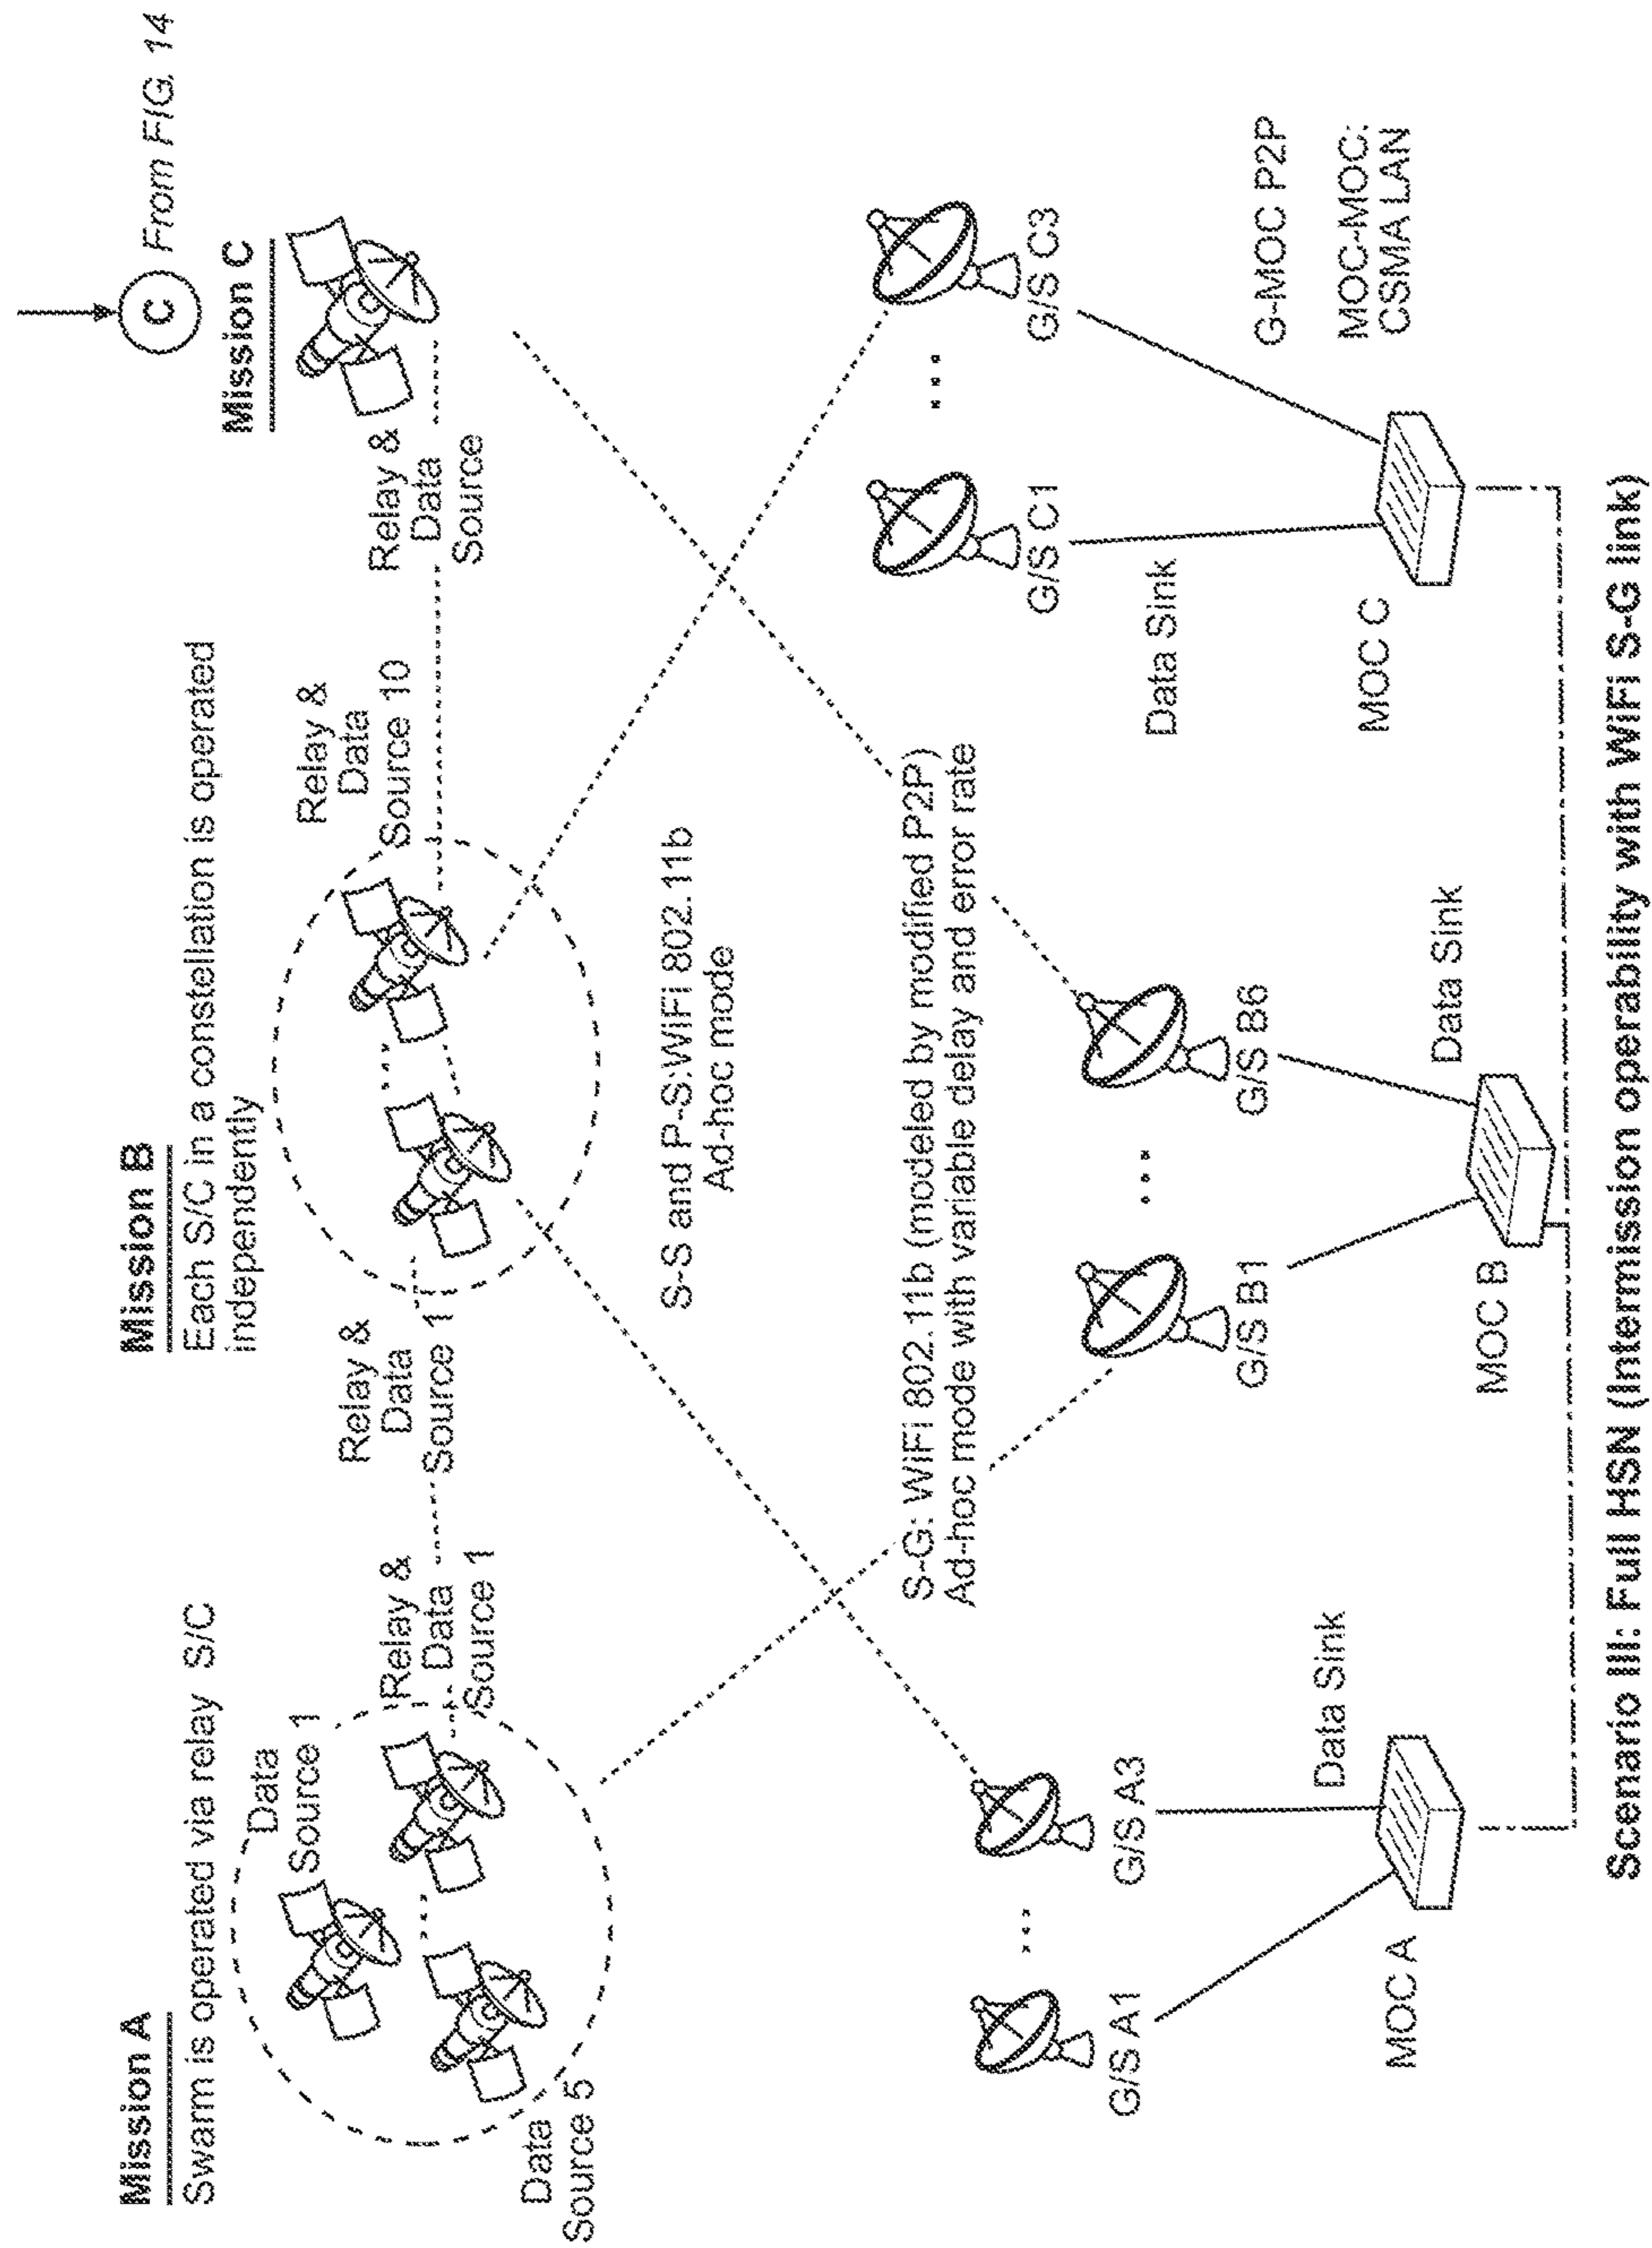 C From FIG. 14
Mission A
Swarm is operated via relay S/C
Mission B
Each S/C in a constellation is operated
independently
Mission C
Data
Source 1
Data
Source 5
Relay &
Data
Source 1
Relay &
Data
Source 1
Relay &
Data
Source 10
Relay &
Data
Source
S-S and P-S:WiFi 802.11b
Ad-hoc mode
S-G: WiFi 802.11b (modeled by modified P2P)
Ad-hoc mode with variable delay and error rate
G/S A1
...
G/S A3
G/S B1
...
G/S B6
G/S C1
...
G/S C3
Data Sink
MOC A
Data Sink
MOC B
Data Sink
MOC C
G-MOC P2P
MOC-MOC:
CSMA LAN
Scenario III: Full HSN (Intermission operability with WiFi S-G link)